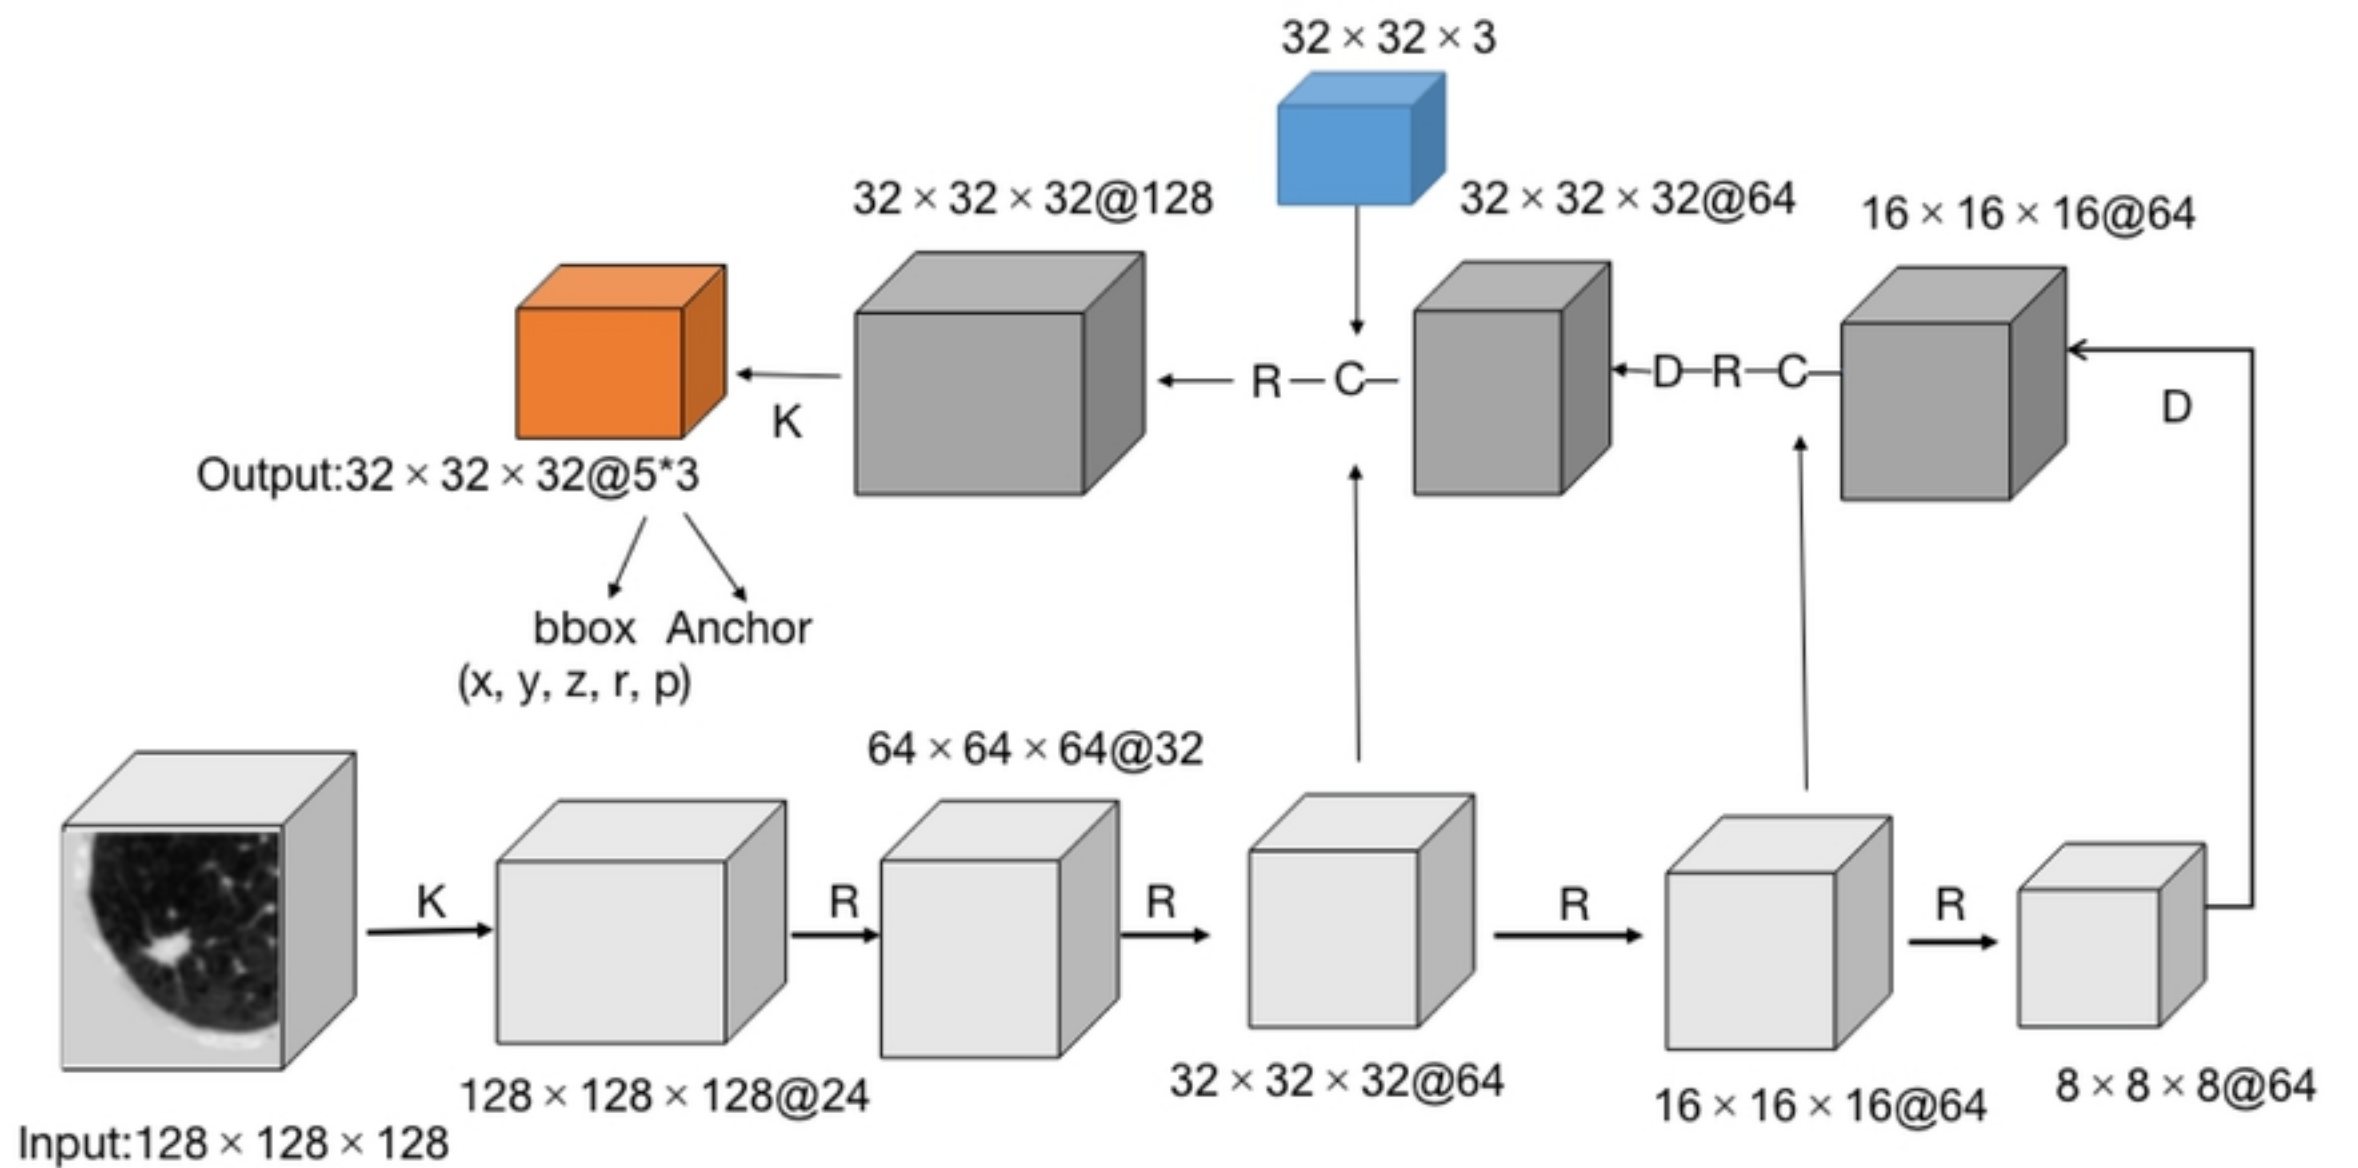 32 × 32 × 3
32 × 32 × 32@128
32 × 32 × 32@64
16 × 16 × 16@64
K
R
C
D
R
C
D
Output:32 × 32 × 32@5*3
bbox
Anchor
(x, y, z, r, p)
64 × 64 × 64@32
K
R
R
R
R
128 × 128 × 128@24
32 × 32 × 32@64
16 × 16 × 16@64
8 × 8 × 8@64
Input:128 × 128 × 128